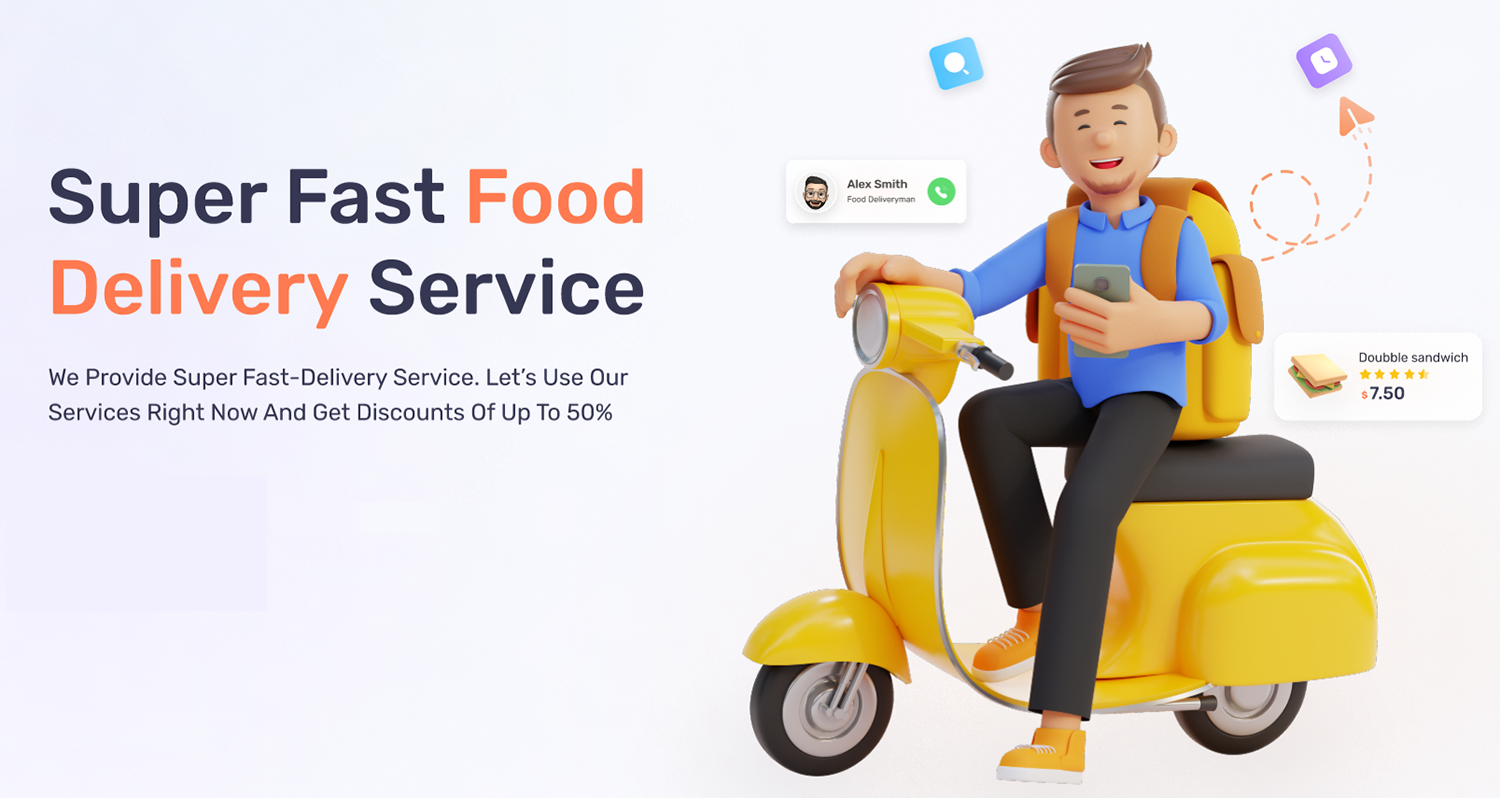 Super Fast Food
Delivery Service
We Provide Super Fast-Delivery Service. Let's Use Our
Services Right Now And Get Discounts Of Up To 50%
Alex Smith
Food Deliveryman
Doubble sandwich
$7.50